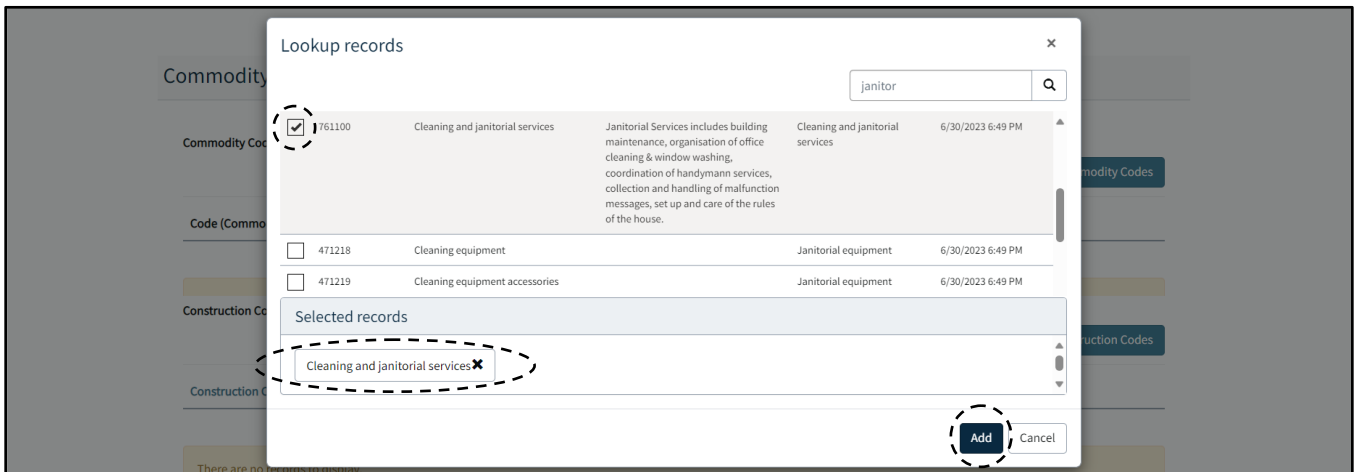 Lookup records ×
Commodity
janitor
761100 Cleaning and janitorial services Janitorial Services includes building Cleaning and janitorial 6/30/2023 6:49 PM
maintenance, organisation of office services
cleaning & window washing,
Commodity Cod
coordination of handymann services,
modity Codes
collection and handling of malfunction
messages, set up and care of the rules
of the house.
Code (Commo
471218 Cleaning equipment Janitorial equipment 6/30/2023 6:49 PM
471219 Cleaning equipment accessories Janitorial equipment 6/30/2023 6:49 PM
Construction Co
Selected records
ruction Codes
Cleaning and janitorial services✖
Construction C
Add Cancel
There are no records to display